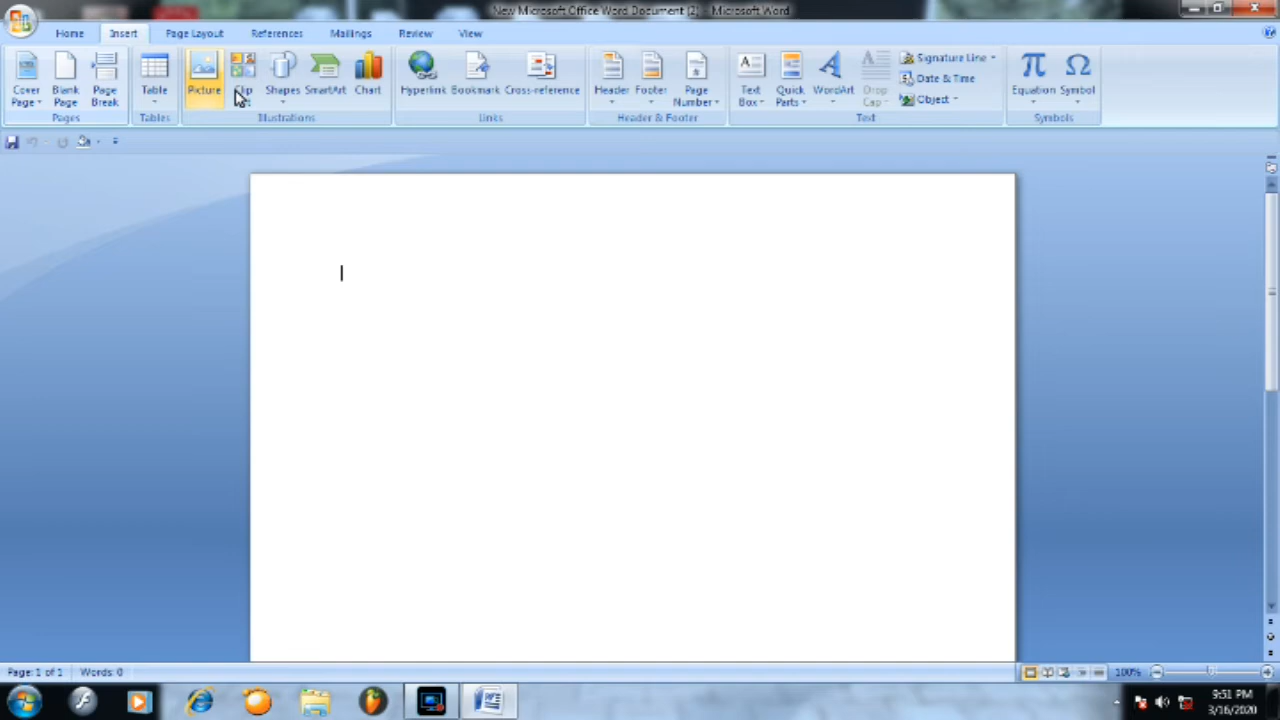 New Microsoft Office Word Document (2) - Microsoft Word
Home Insert Page Layout References Mailings Review View
Cover Page Blank Page Page Break Table Picture Clip Shapes SmartArt Chart Hyperlink Bookmark Cross-reference Header Footer Page Number Text Box Quick Parts WordArt Drop Cap Signature Line Date & Time Object Equation Symbol
Pages Tables Illustrations Links Header & Footer Text Symbols
Page: 1 of 1 Words: 0 100%
9:51 PM
3/16/2020